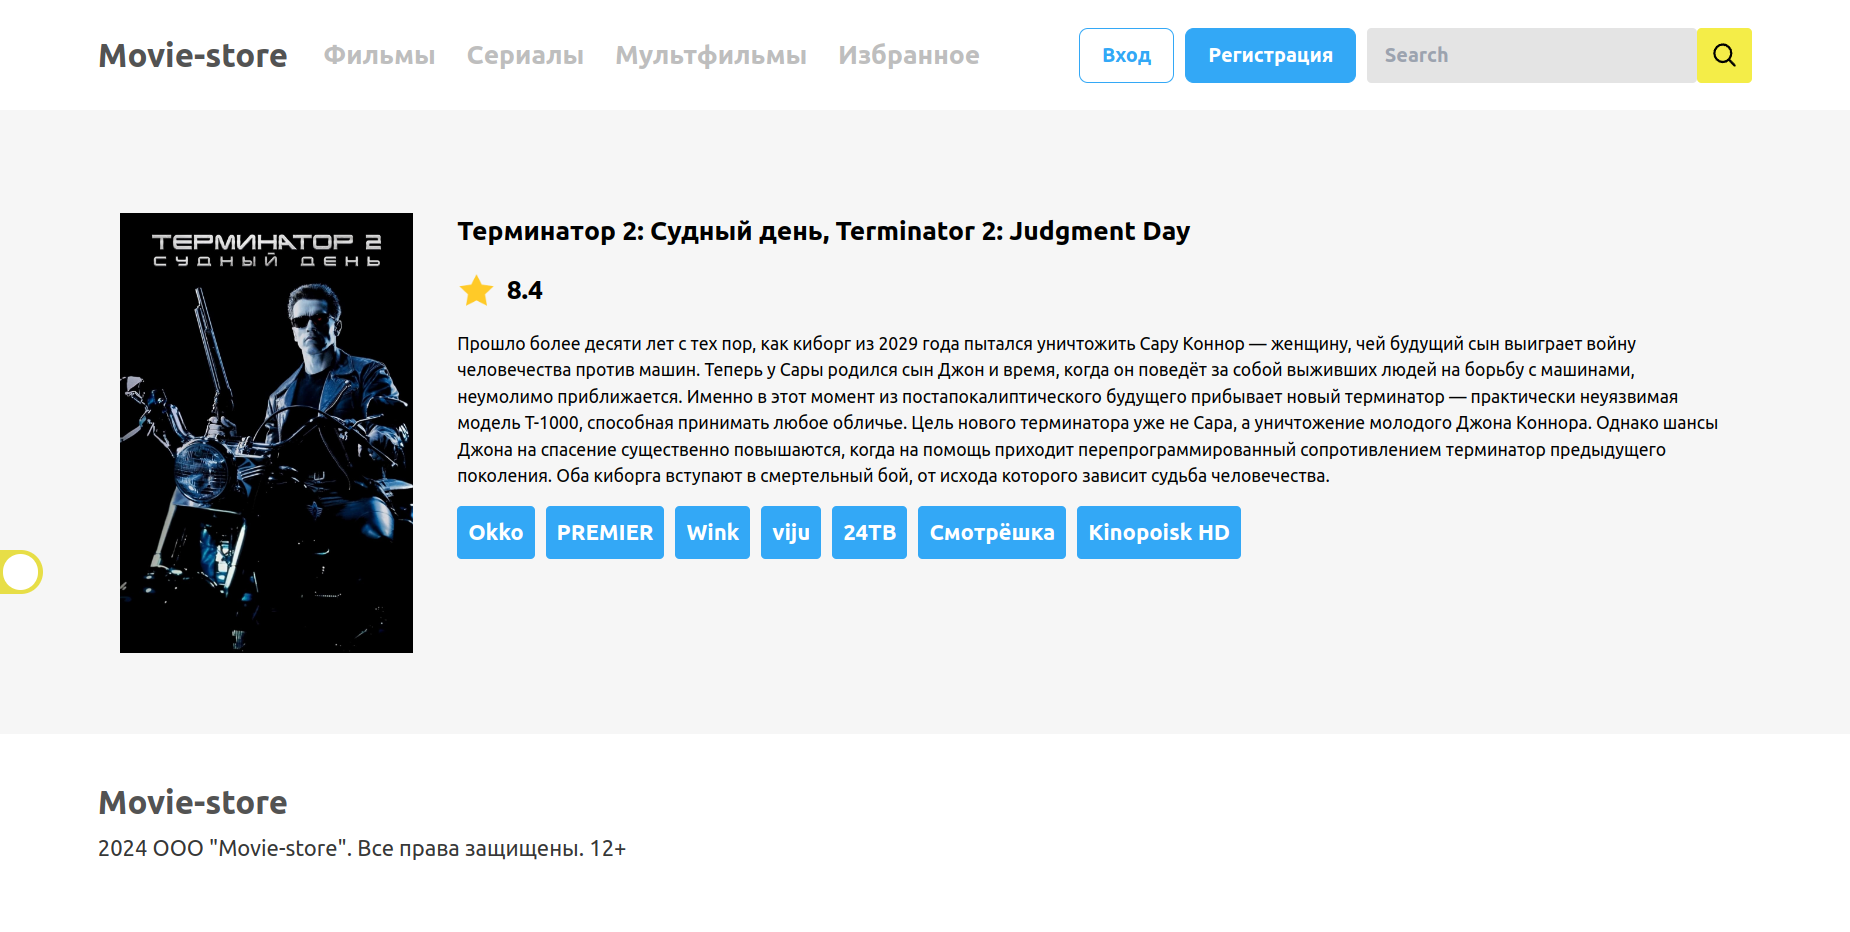 Movie-store
Фильмы
Сериалы
Мультфильмы
Избранное
Вход
Регистрация
Search
ТЕРМИНАТОР 2
СУДНЫЙ ДЕНЬ
Терминатор 2: Судный день, Terminator 2: Judgment Day
8.4
Прошло более десяти лет с тех пор, как киборг из 2029 года пытался уничтожить Сару Коннор — женщину, чей будущий сын выиграет войну
человечества против машин. Теперь у Сары родился сын Джон и время, когда он поведёт за собой выживших людей на борьбу с машинами,
неумолимо приближается. Именно в этот момент из постапокалиптического будущего прибывает новый терминатор — практически неуязвимая
модель T-1000, способная принимать любое обличье. Цель нового терминатора уже не Сара, а уничтожение молодого Джона Коннора. Однако шансы
Джона на спасение существенно повышаются, когда на помощь приходит перепрограммированный сопротивлением терминатор предыдущего
поколения. Оба киборга вступают в смертельный бой, от исхода которого зависит судьба человечества.
Okko
PREMIER
Wink
viju
24ТВ
Смотрёшка
Kinopoisk HD
Movie-store
2024 ООО "Movie-store". Все права защищены. 12+